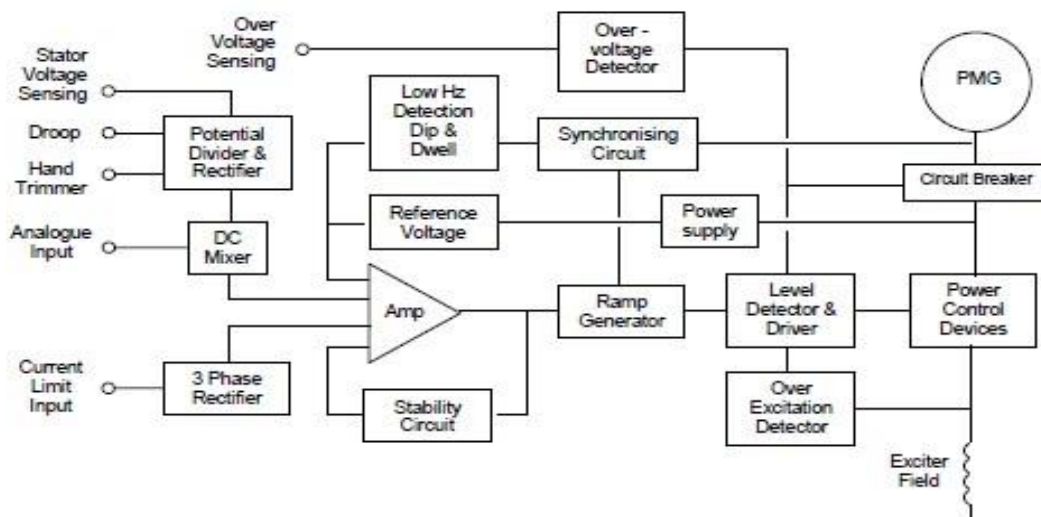 Over
Voltage
Sensing
Over -
voltage
Detector
Stator
Voltage
Sensing
Low Hz
Detection
Dip &
Dwell
PMG
Droop
Potential
Divider &
Rectifier
Synchronising
Circuit
Hand
Trimmer
Circuit Breaker
Analogue
Input
DC
Mixer
Reference
Voltage
Power
supply
Amp
Ramp
Generator
Level
Detector &
Driver
Power
Control
Devices
Current
Limit
Input
3 Phase
Rectifier
Stability
Circuit
Over
Excitation
Detector
Exciter
Field